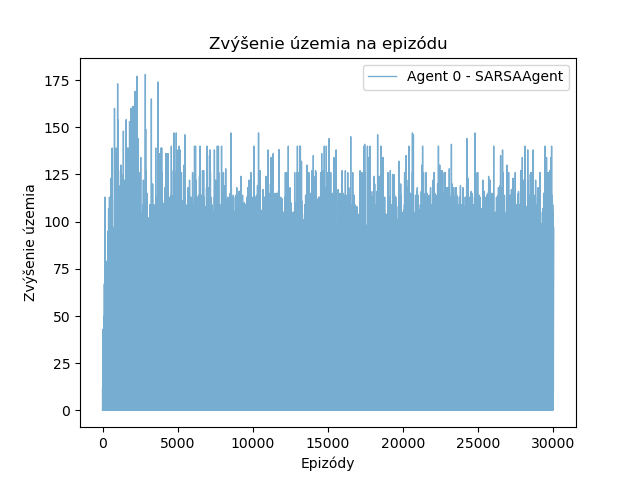 Zvýšenie územia na epizódu
Agent 0 - SARSAAgent
Zvýšenie územia
175
150
125
100
75
50
25
0
0 5000 10000 15000 20000 25000 30000
Epizódy